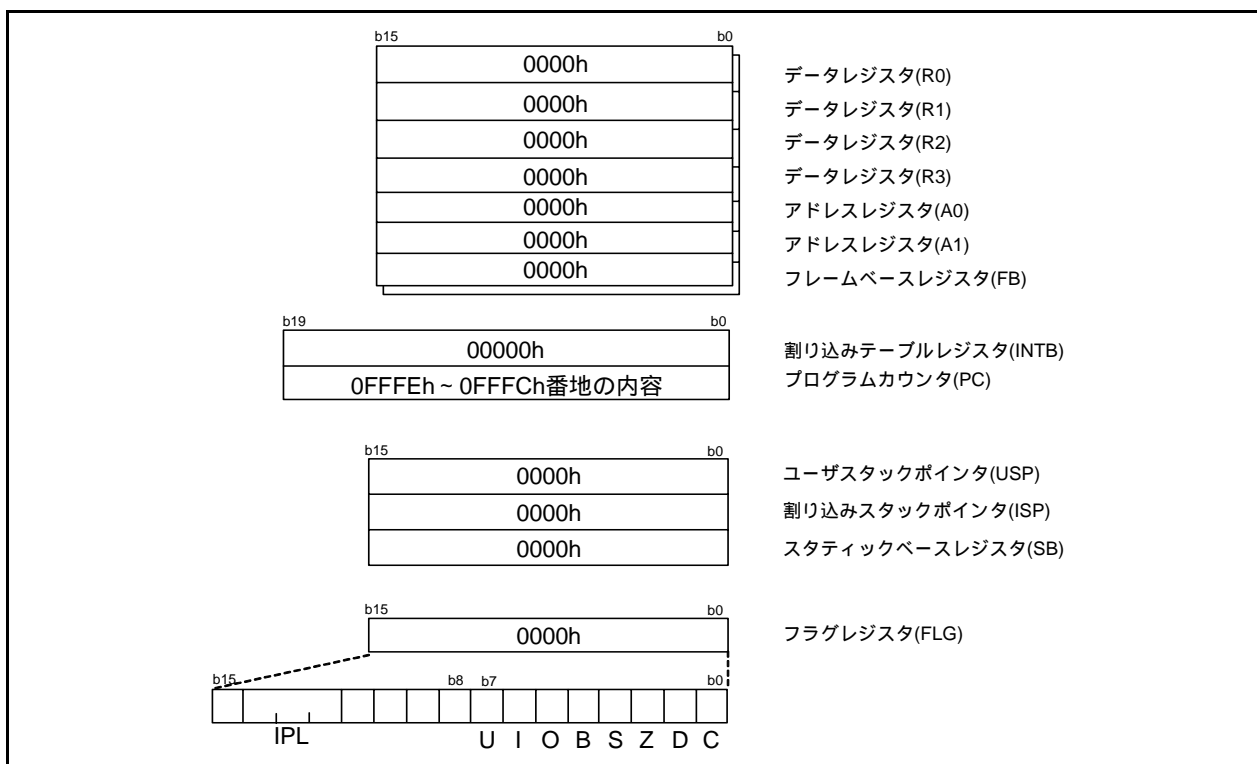 b15 b0
0000h データレジスタ(R0)
0000h データレジスタ(R1)
0000h データレジスタ(R2)
0000h データレジスタ(R3)
0000h アドレスレジスタ(A0)
0000h アドレスレジスタ(A1)
0000h フレームベースレジスタ(FB)
b19 b0
00000h 割り込みテーブルレジスタ(INTB)
0FFFEh ~ 0FFFCh番地の内容 プログラムカウンタ(PC)
b15 b0
0000h ユーザスタックポインタ(USP)
0000h 割り込みスタックポインタ(ISP)
0000h スタティックベースレジスタ(SB)
b15 b0
0000h フラグレジスタ(FLG)
b15 b8 b7 b0
IPL U I O B S Z D C